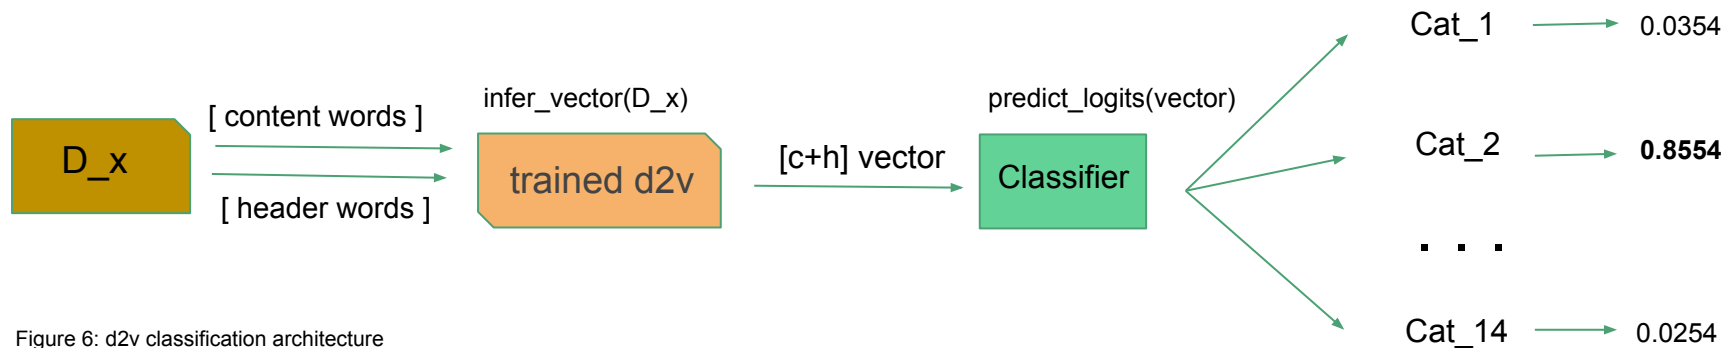 D_x
[ content words ]
[ header words ]
infer_vector(D_x)
trained d2v
[c+h] vector
predict_logits(vector)
Classifier
Cat_1 0.0354
Cat_2 0.8554
. . .
Cat_14 0.0254
Figure 6: d2v classification architecture